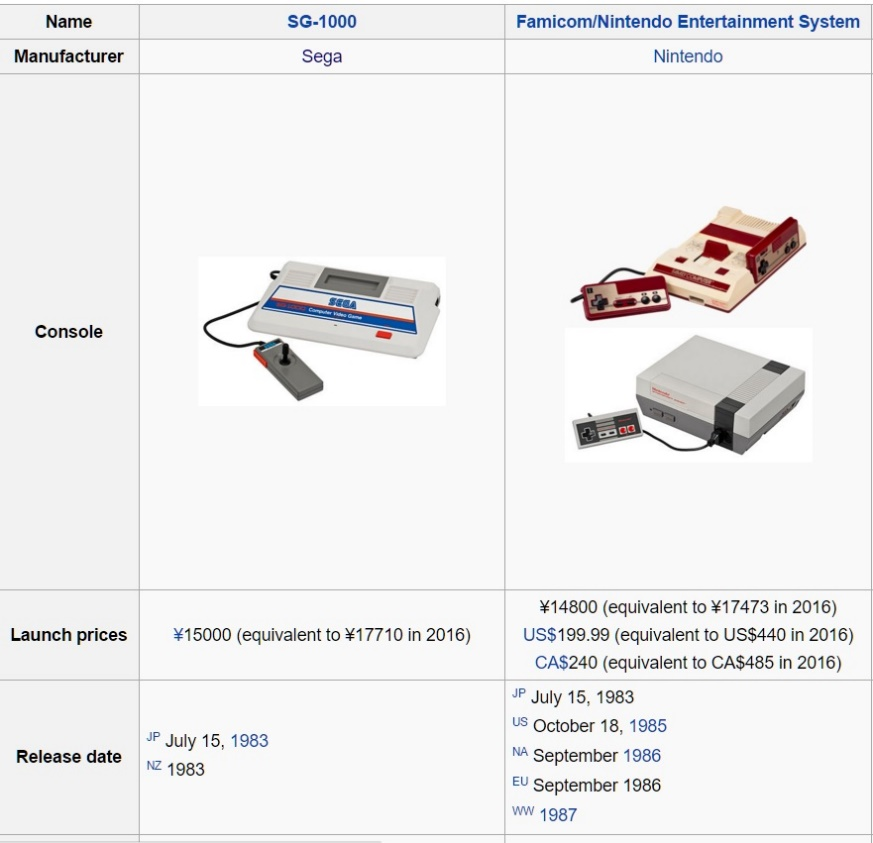 Name
SG-1000
Famicom/Nintendo Entertainment System
Manufacturer
Sega
Nintendo
Console
SEGA
Computer Video Game
Launch prices
¥15000 (equivalent to ¥17710 in 2016)
¥14800 (equivalent to ¥17473 in 2016)
US$199.99 (equivalent to US$440 in 2016)
CA$240 (equivalent to CA$485 in 2016)
Release date
JP July 15, 1983
NZ 1983
JP July 15, 1983
US October 18, 1985
NA September 1986
EU September 1986
WW 1987